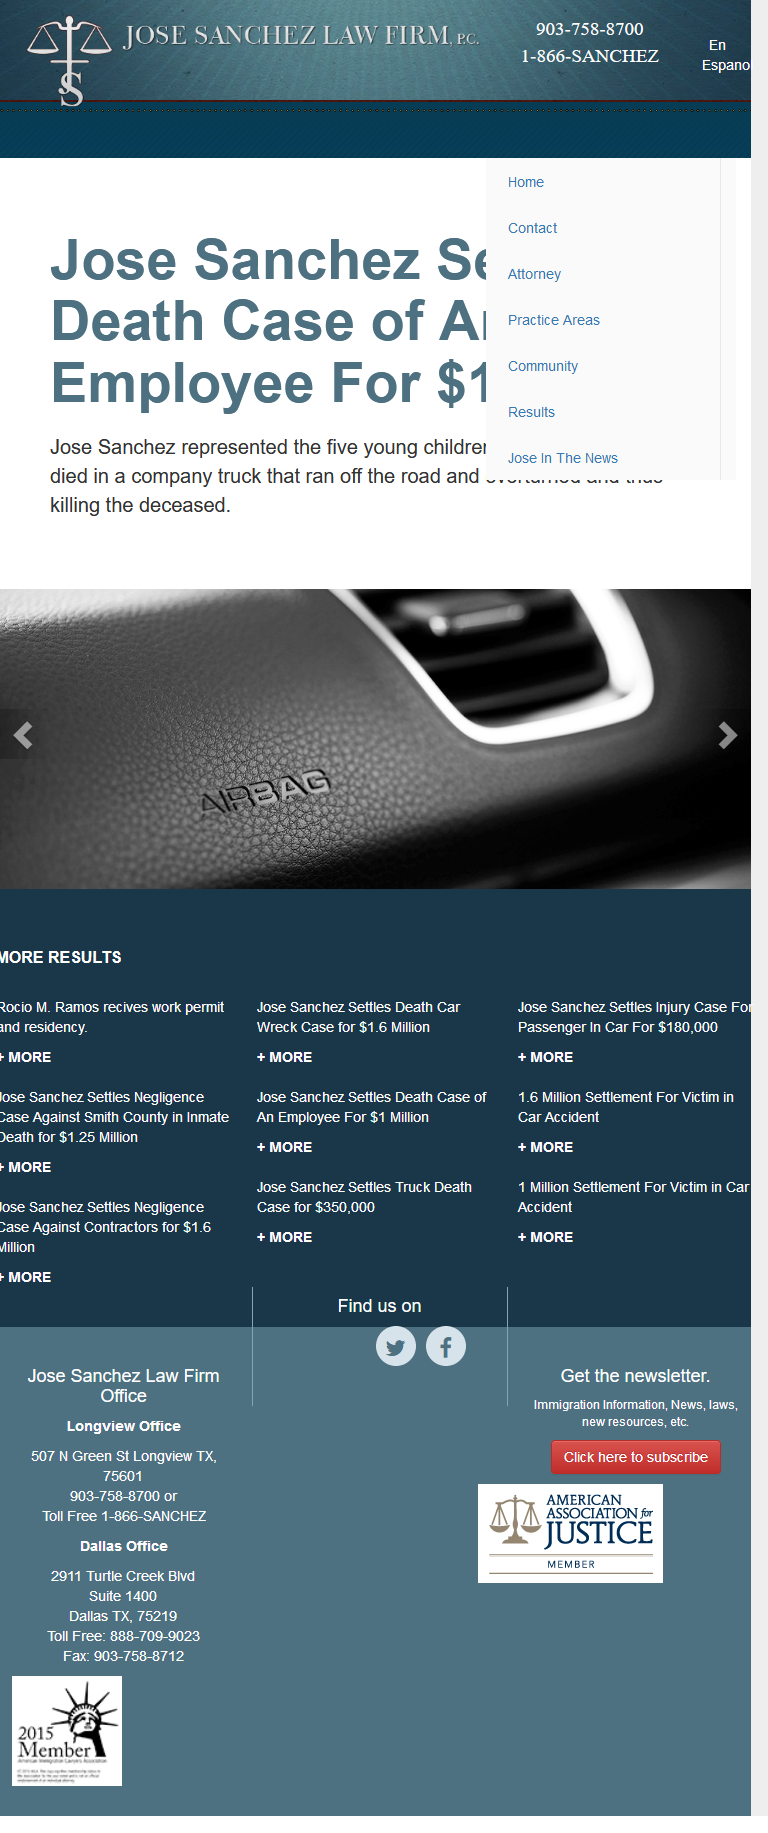 JOSE SANCHEZ LAW FIRM, P.C.
903-758-8700
1-866-SANCHEZ
En
Espano
Home
Contact
Attorney
Practice Areas
Community
Results
Jose In The News
Jose Sanchez Se
Death Case of A
Employee For $1
Jose Sanchez represented the five young children
died in a company truck that ran off the road and overturned and thus
killing the deceased.
AIRBAG
MORE RESULTS
Rocio M. Ramos recives work permit
and residency.
+ MORE
Jose Sanchez Settles Negligence
Case Against Smith County in Inmate
Death for $1.25 Million
+ MORE
Jose Sanchez Settles Negligence
Case Against Contractors for $1.6
Million
+ MORE
Jose Sanchez Settles Death Car
Wreck Case for $1.6 Million
+ MORE
Jose Sanchez Settles Death Case of
An Employee For $1 Million
+ MORE
Jose Sanchez Settles Truck Death
Case for $350,000
+ MORE
Jose Sanchez Settles Injury Case For
Passenger In Car For $180,000
+ MORE
1.6 Million Settlement For Victim in
Car Accident
+ MORE
1 Million Settlement For Victim in Car
Accident
+ MORE
Jose Sanchez Law Firm
Office
Longview Office
507 N Green St Longview TX,
75601
903-758-8700 or
Toll Free 1-866-SANCHEZ
Dallas Office
2911 Turtle Creek Blvd
Suite 1400
Dallas TX, 75219
Toll Free: 888-709-9023
Fax: 903-758-8712
2015
Member
American Immigration Lawyers Association
Find us on
Get the newsletter.
Immigration Information, News, laws,
new resources, etc.
Click here to subscribe
AMERICAN
ASSOCIATION for
JUSTICE
MEMBER